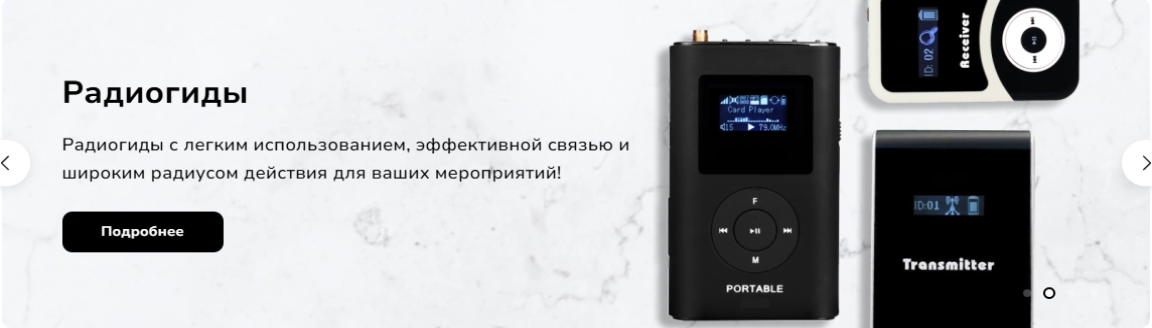 Радиогиды
Радиогиды с легким использованием, эффективной связью и
широким радиусом действия для ваших мероприятий!
Подробнее
Card Player
15
79.0MHz
F
M
PORTABLE
ID: 02
Receiver
ID:01
Transmitter